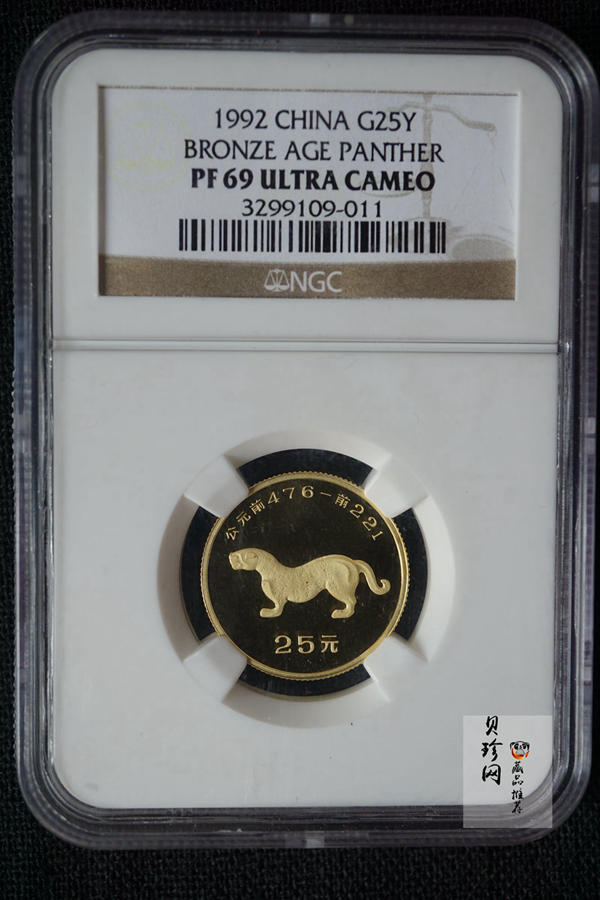 1992 CHINA G25Y
BRONZE AGE PANTHER
PF 69 ULTRA CAMEO
3299109-011
NGC
公元前476-前221
25元
贝珍网
藏品推荐